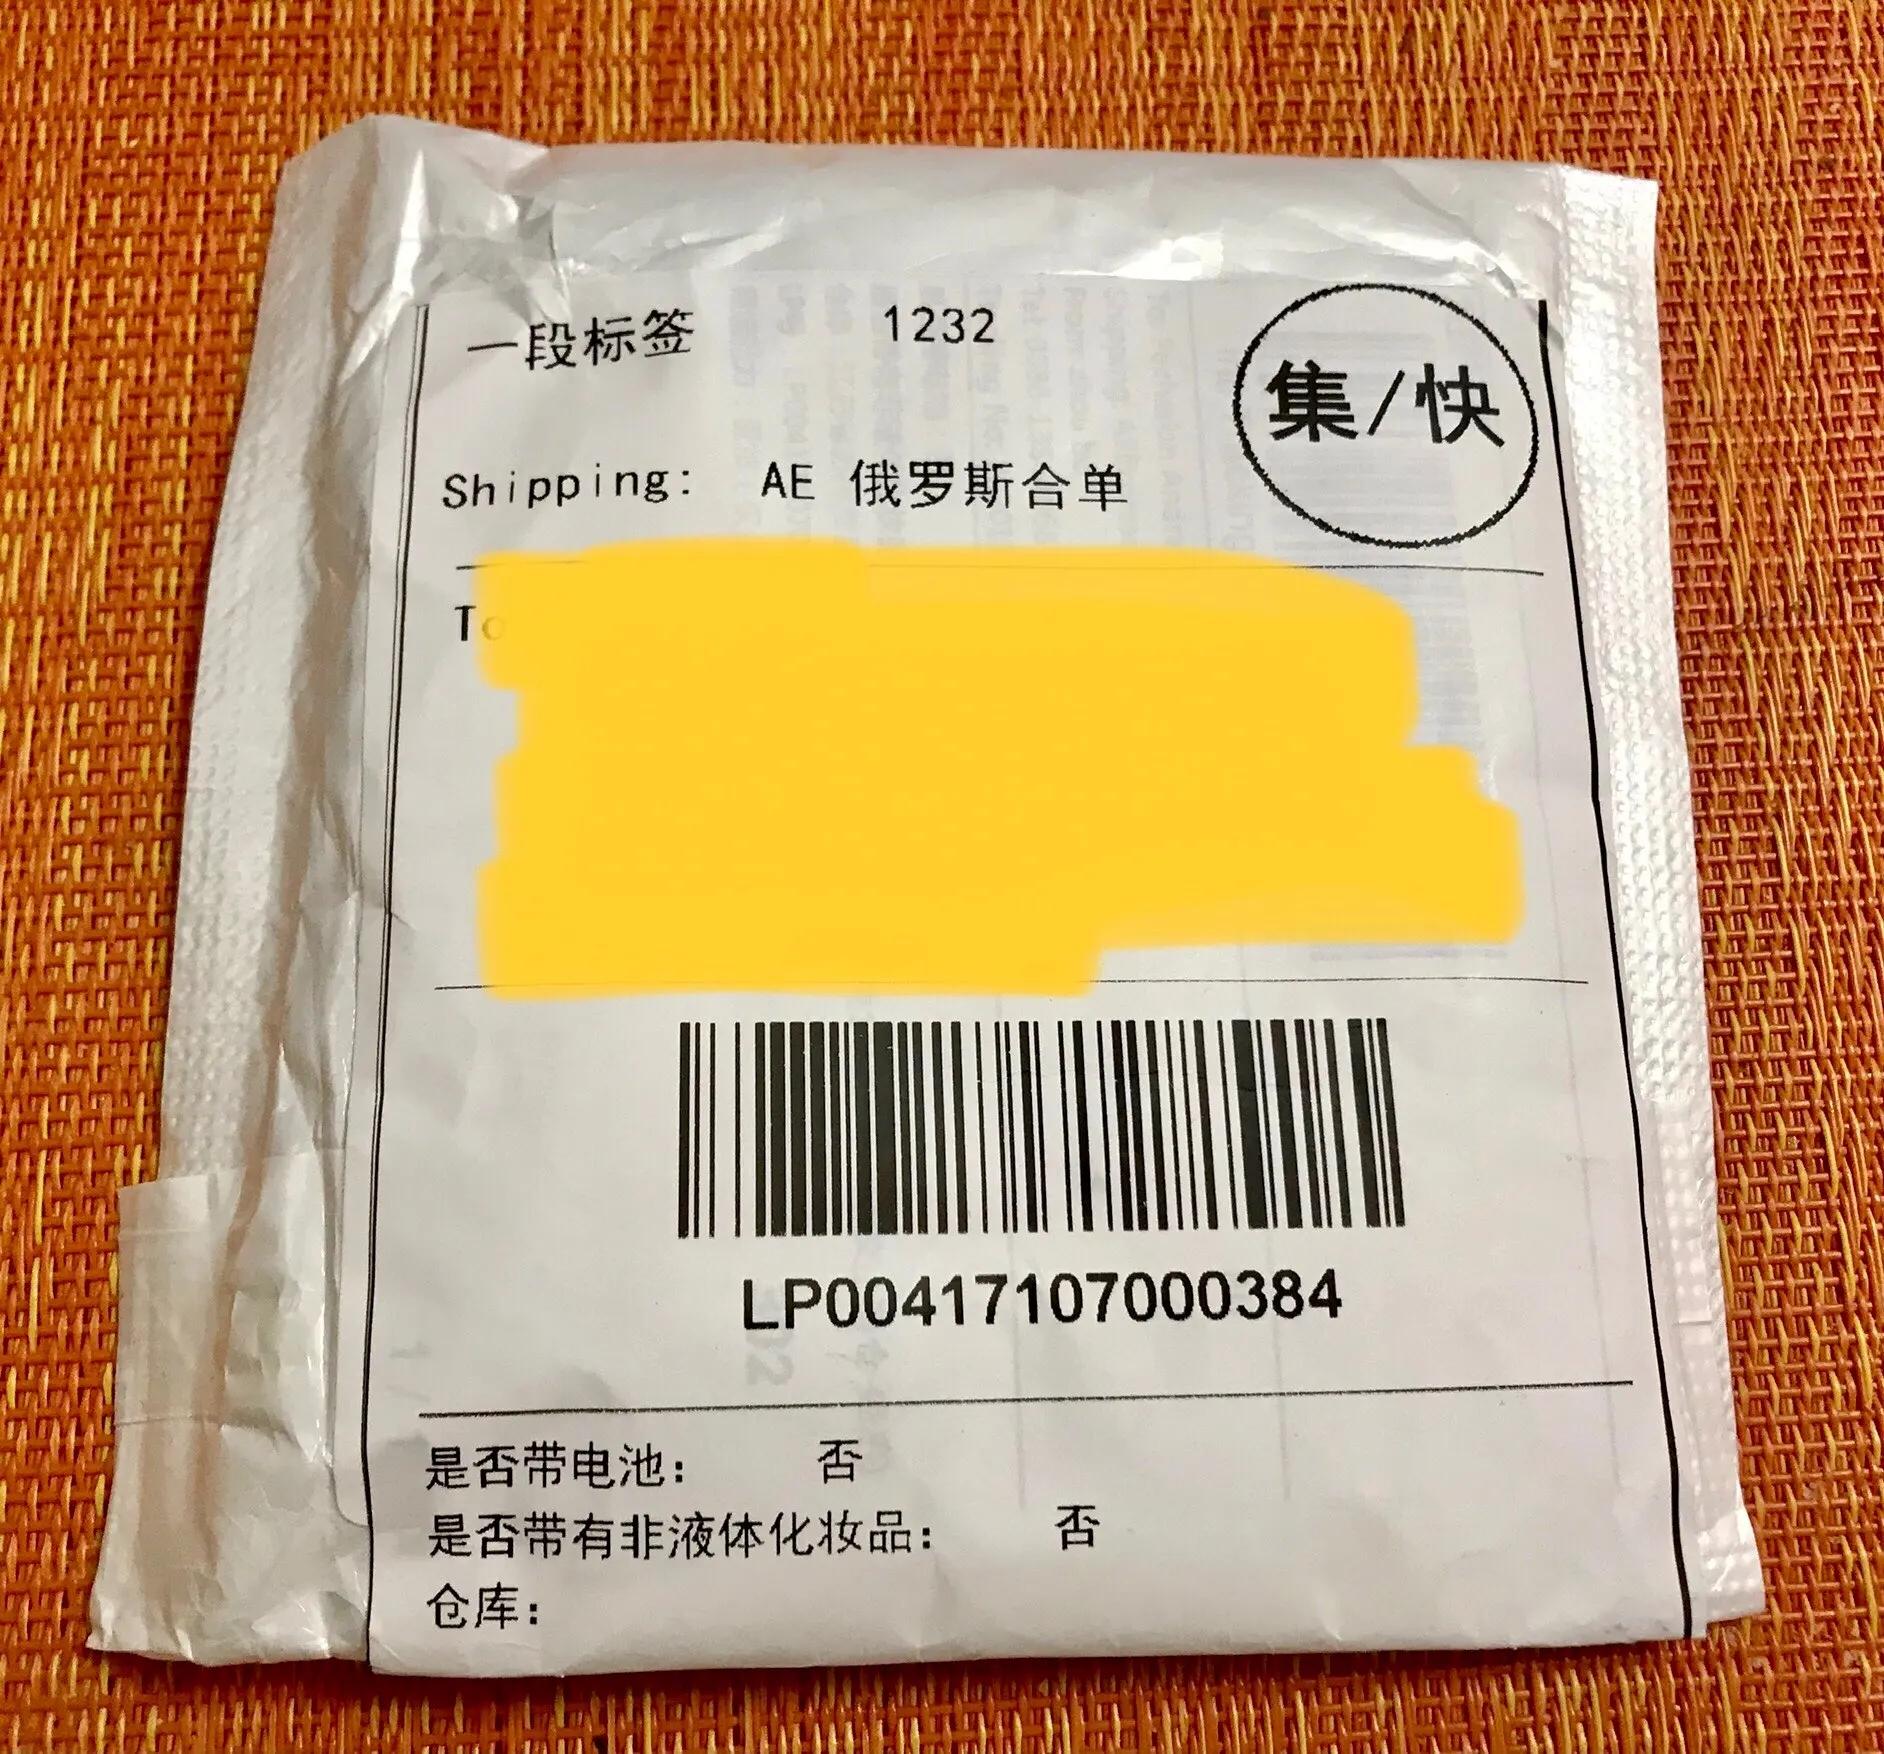 一段标签 1232
集/快
Shipping: AE 俄罗斯合单
To
LP00417107000384
是否带电池: 否
是否带有非液体化妆品: 否
仓库: